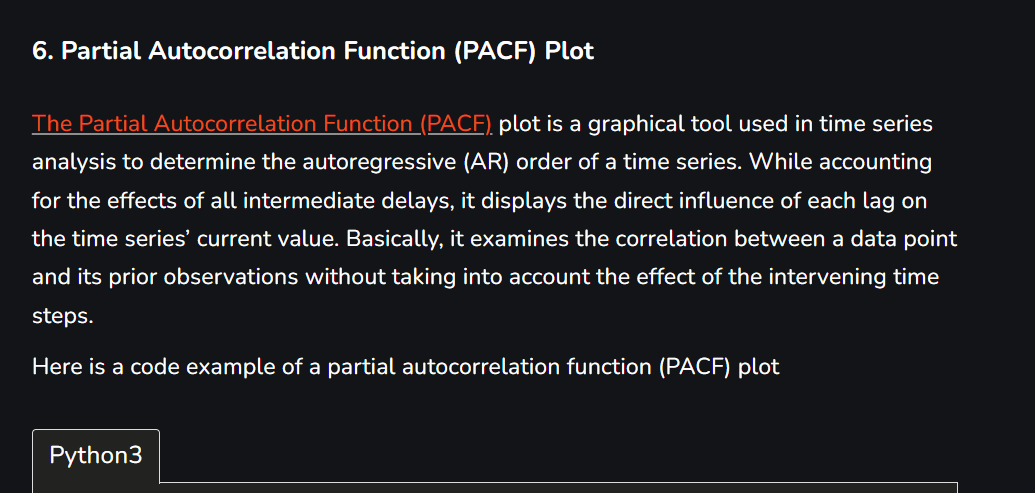 6. Partial Autocorrelation Function (PACF) Plot
The Partial Autocorrelation Function (PACF) plot is a graphical tool used in time series
analysis to determine the autoregressive (AR) order of a time series. While accounting
for the effects of all intermediate delays, it displays the direct influence of each lag on
the time series’ current value. Basically, it examines the correlation between a data point
and its prior observations without taking into account the effect of the intervening time
steps.
Here is a code example of a partial autocorrelation function (PACF) plot
Python3